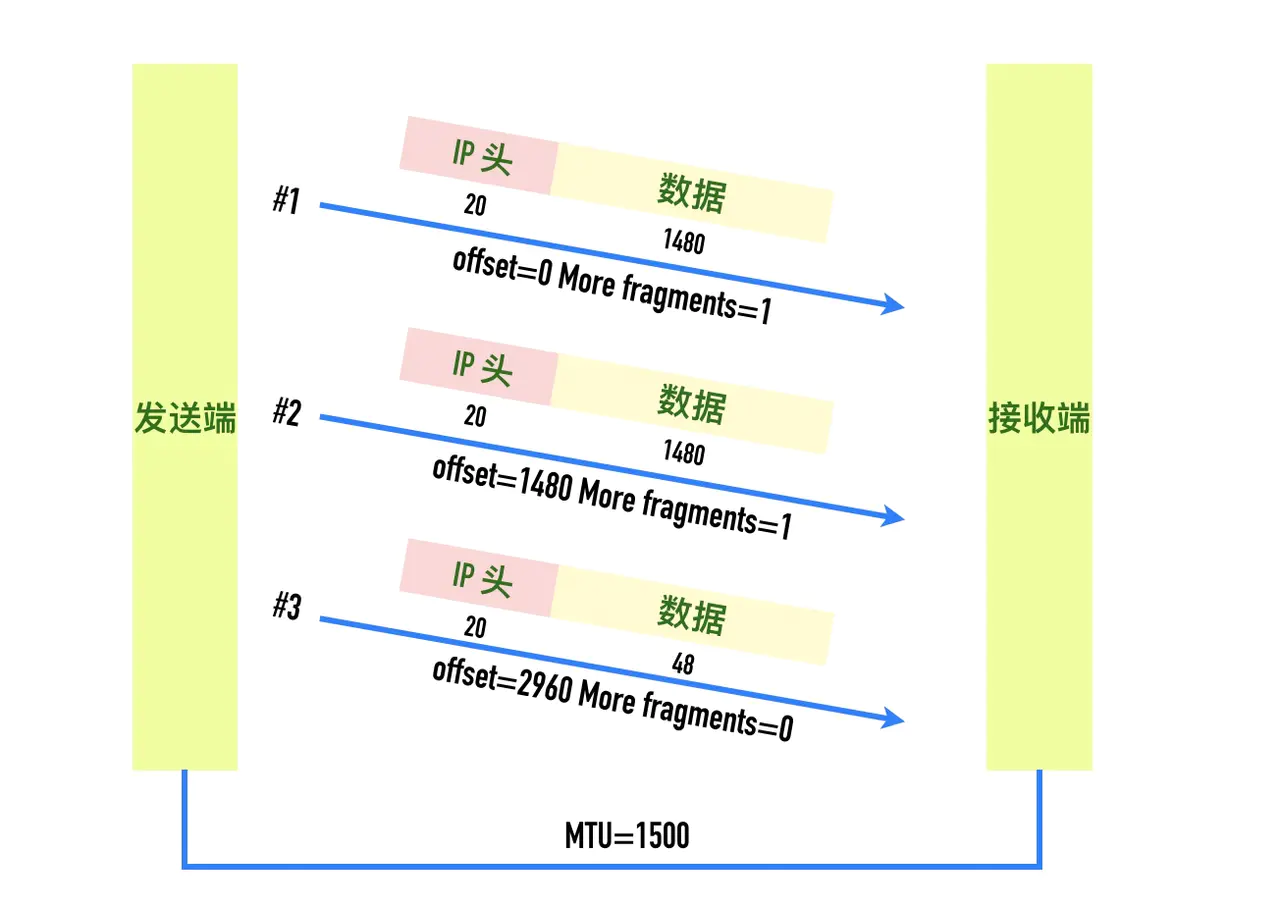 IP 头
数据
#1
20
1480
offset=0 More fragments=1
IP 头
数据
发送端
#2
20
1480
接收端
offset=1480 More fragments=1
IP 头
数据
#3
20
48
offset=2960 More fragments=0
MTU=1500